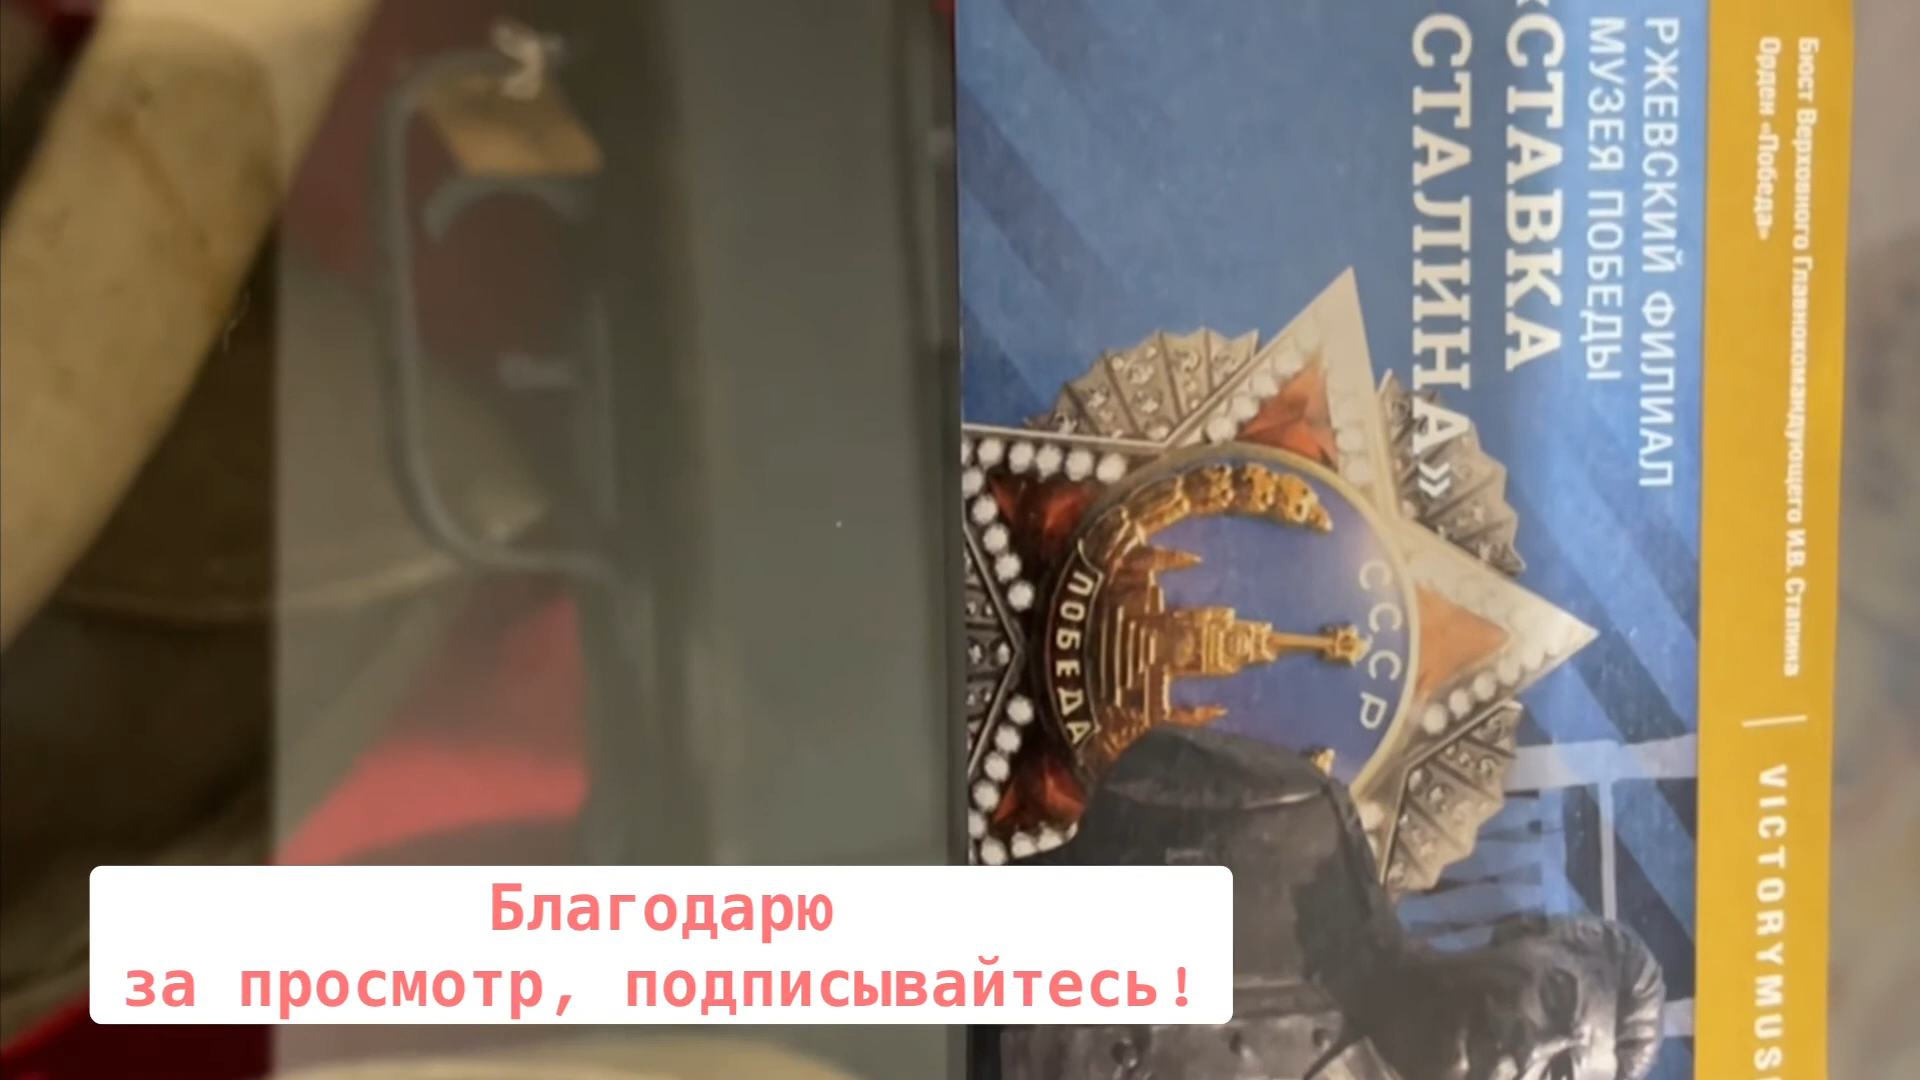 РЖЕВСКИЙ ФИЛИАЛ
МУЗЕЯ ПОБЕДЫ
«СТАВКА
СТАЛИНА»
Бюст Верховного Главнокомандующего И.В. Сталина
Орден «Победа»
VICTORYMUS
СССР
ПОБЕДА
Благодарю
за просмотр, подписывайтесь!